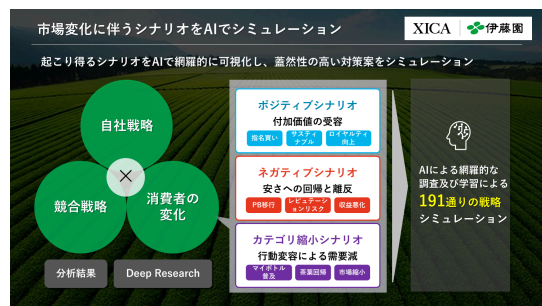 市場変化に伴うシナリオをAIでシミュレーション
XICA
伊藤園
起こり得るシナリオをAIで網羅的に可視化し、蓋然性の高い対策案をシミュレーション
自社戦略
×
競合戦略
消費者の
変化
分析結果
Deep Research
ポジティブシナリオ
付加価値の受容
指名買い
サスティ
ナブル
ロイヤルティ
向上
ネガティブシナリオ
安さへの回帰と離反
PB移行
レピュテーシ
ョンリスク
収益悪化
カテゴリ縮小シナリオ
行動変容による需要減
マイボトル
普及
茶葉回帰
市場縮小
AIによる網羅的な
調査及び学習による
191通りの戦略
シミュレーション